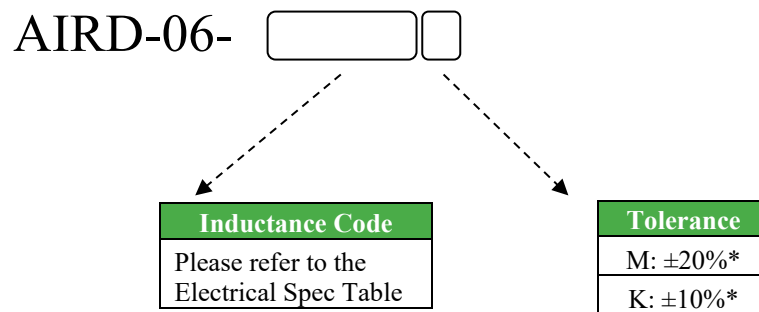 AIRD-06-
Inductance Code
Please refer to the
Electrical Spec Table
Tolerance
M: ±20%*
K: ±10%*